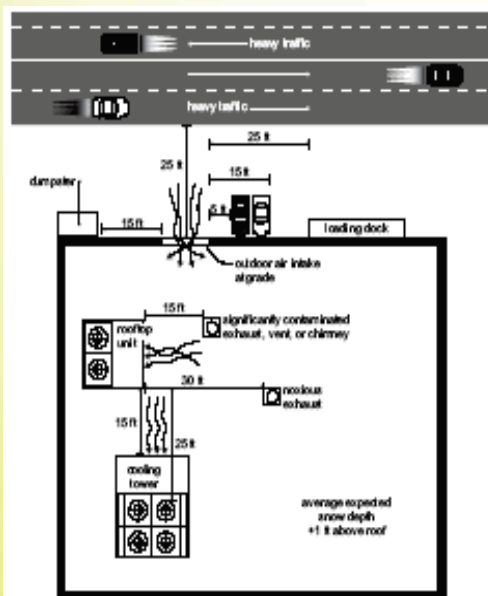 heavy traffic
heavy traffic
25 ft
25 ft
15 ft
5 ft
dumpster
15 ft
loading dock
outdoor air intake
at grade
15 ft
significantly contaminated
exhaust, vent, or chimney
rooftop
unit
30 ft
noxious
exhaust
15 ft
25 ft
cooling
tower
average expected
snow depth
+1 ft above roof